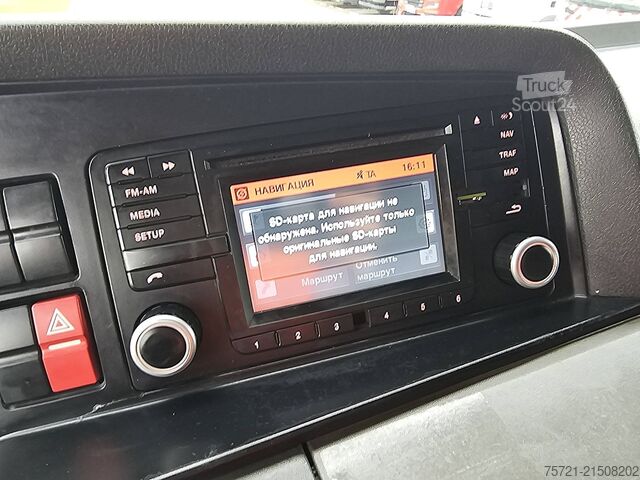 Truck
Scout24
FM-AM
MEDIA
SETUP
НАВИГАЦИЯ
TA
16:11
SD-карта для навигации не
обнаружена. Используйте только
оригинальные SD-карты
для навигации.
Маршрут
Отменить
маршрут
NAV
TRAF
MAP
1
2
3
4
5
6
75721-21508202